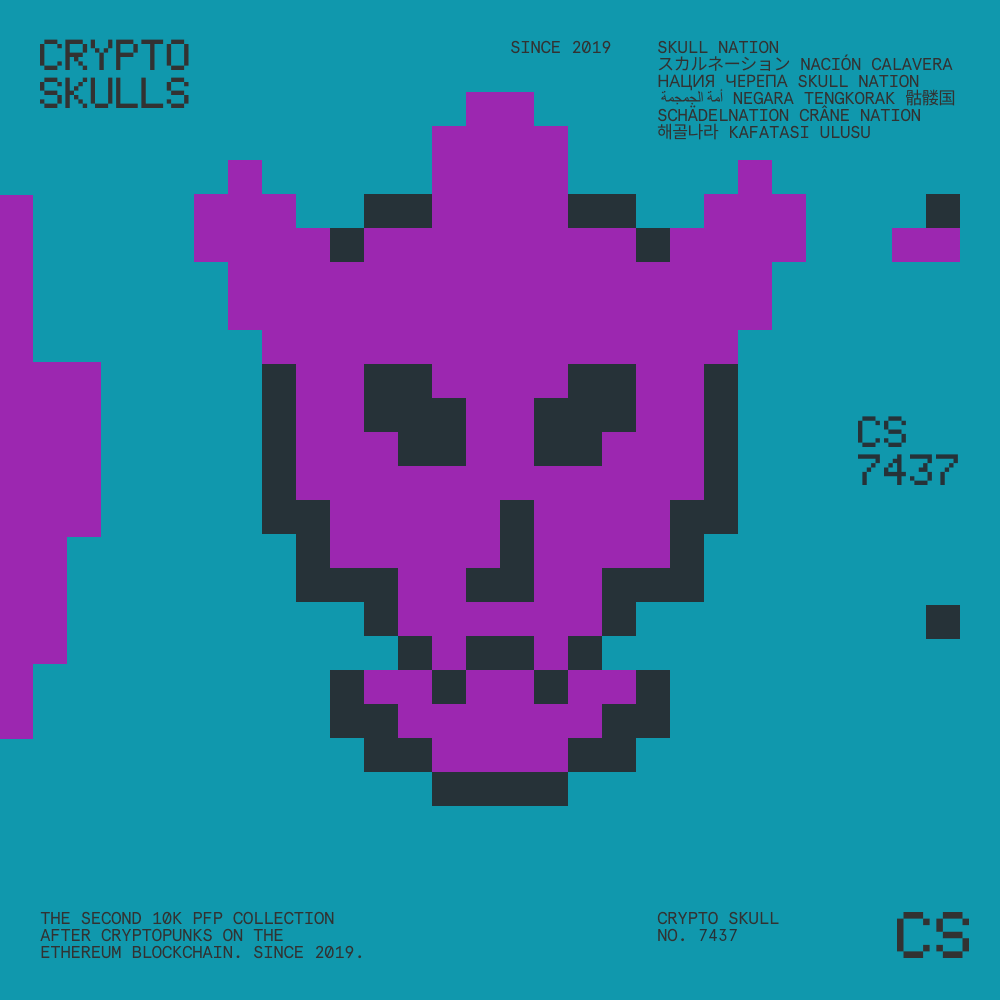 CRYPTO
SKULLS
SINCE 2019
SKULL NATION
スカルネーション NACIÓN CALAVERA
НАЦИЯ ЧЕРЕПА SKULL NATION
أمة الجمجمة NEGARA TENGKORAK 骷髅国
SCHÄDELNATION CRÂNE NATION
해골나라 KAFATASI ULUSU
CS
7437
THE SECOND 10K PFP COLLECTION
AFTER CRYPTOPUNKS ON THE
ETHEREUM BLOCKCHAIN. SINCE 2019.
CRYPTO SKULL
NO. 7437
CS